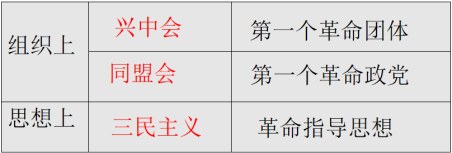 组织上 兴中会 第一个革命团体
同盟会 第一个革命政党
思想上 三民主义 革命指导思想